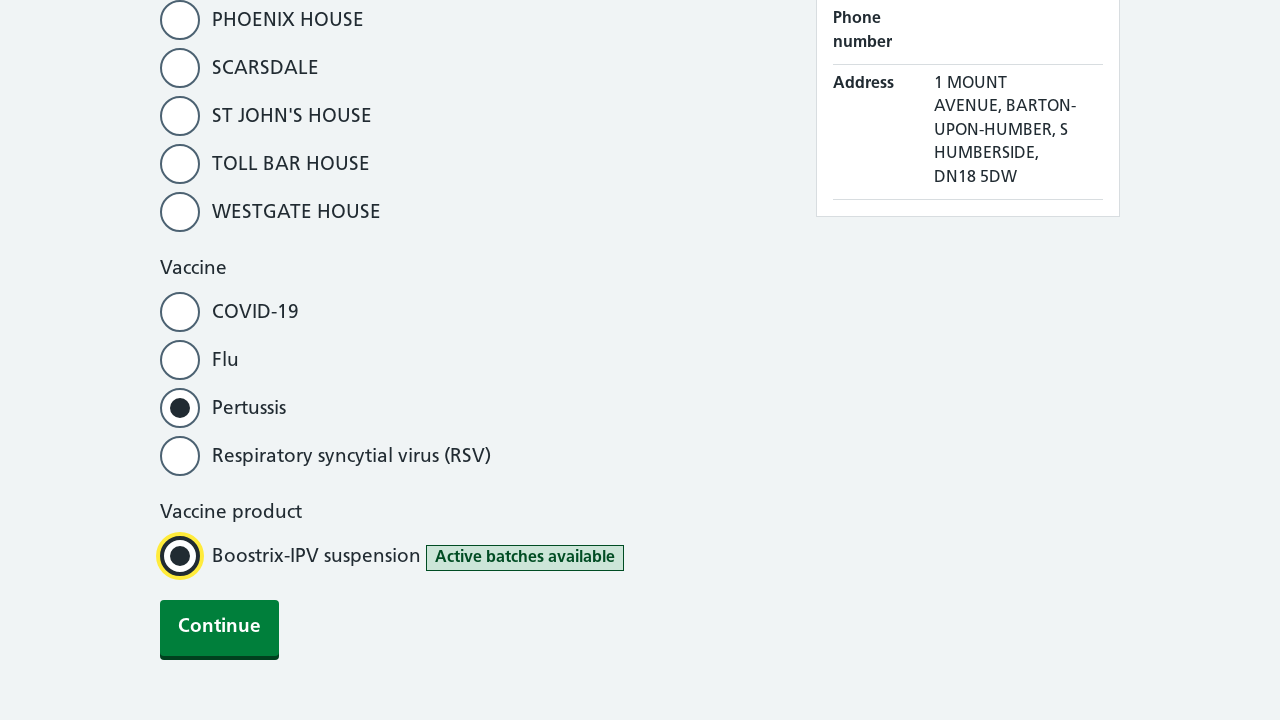 PHOENIX HOUSE
SCARSDALE
ST JOHN'S HOUSE
TOLL BAR HOUSE
WESTGATE HOUSE
Vaccine
COVID-19
Flu
Pertussis
Respiratory syncytial virus (RSV)
Vaccine product
Boostrix-IPV suspension Active batches available
Continue
Phone
number
Address 1 MOUNT
AVENUE, BARTON-
UPON-HUMBER, S
HUMBERSIDE,
DN18 5DW